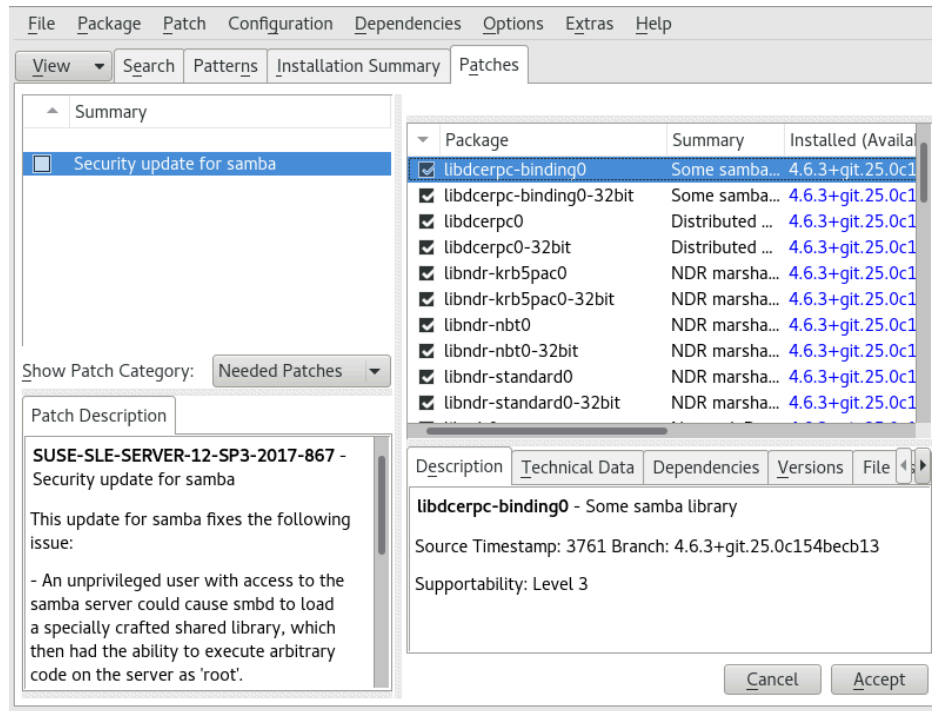 File Package Patch Configuration Dependencies Options Extras Help
View Search Patterns Installation Summary Patches
Summary
Security update for samba
Show Patch Category: Needed Patches
Patch Description
SUSE-SLE-SERVER-12-SP3-2017-867 -
Security update for samba
This update for samba fixes the following
issue:
- An unprivileged user with access to the
samba server could cause smbd to load
a specially crafted shared library, which
then had the ability to execute arbitrary
code on the server as 'root'.
Package Summary Installed (Availa
libdcerpc-binding0 Some samba... 4.6.3+git.25.0c1
libdcerpc-binding0-32bit Some samba... 4.6.3+git.25.0c1
libdcerpc0 Distributed ... 4.6.3+git.25.0c1
libdcerpc0-32bit Distributed ... 4.6.3+git.25.0c1
libndr-krb5pac0 NDR marsha... 4.6.3+git.25.0c1
libndr-krb5pac0-32bit NDR marsha... 4.6.3+git.25.0c1
libndr-nbt0 NDR marsha... 4.6.3+git.25.0c1
libndr-nbt0-32bit NDR marsha... 4.6.3+git.25.0c1
libndr-standard0 NDR marsha... 4.6.3+git.25.0c1
libndr-standard0-32bit NDR marsha... 4.6.3+git.25.0c1
Description Technical Data Dependencies Versions File
libdcerpc-binding0 - Some samba library
Source Timestamp: 3761 Branch: 4.6.3+git.25.0c154becb13
Supportability: Level 3
Cancel Accept